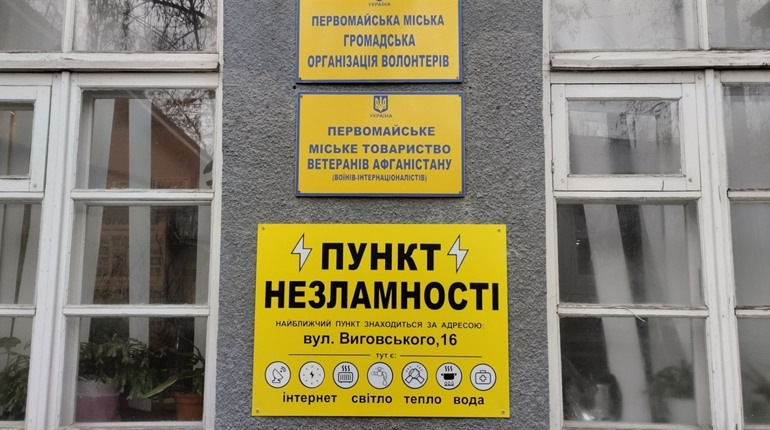 УКРАЇНА
ПЕРВОМАЙСЬКА МІСЬКА
ГРОМАДСЬКА
ОРГАНІЗАЦІЯ ВОЛОНТЕРІВ
УКРАЇНА
ПЕРВОМАЙСЬКЕ
МІСЬКЕ ТОВАРИСТВО
ВЕТЕРАНІВ АФГАНІСТАНУ
(ВОЇНІВ-ІНТЕРНАЦІОНАЛІСТІВ)
ПУНКТ
НЕЗЛАМНОСТІ
НАЙБЛИЖЧИЙ ПУНКТ ЗНАХОДИТЬСЯ ЗА АДРЕСОЮ:
вул. Виговського,16
тут є:
інтернет світло тепло вода